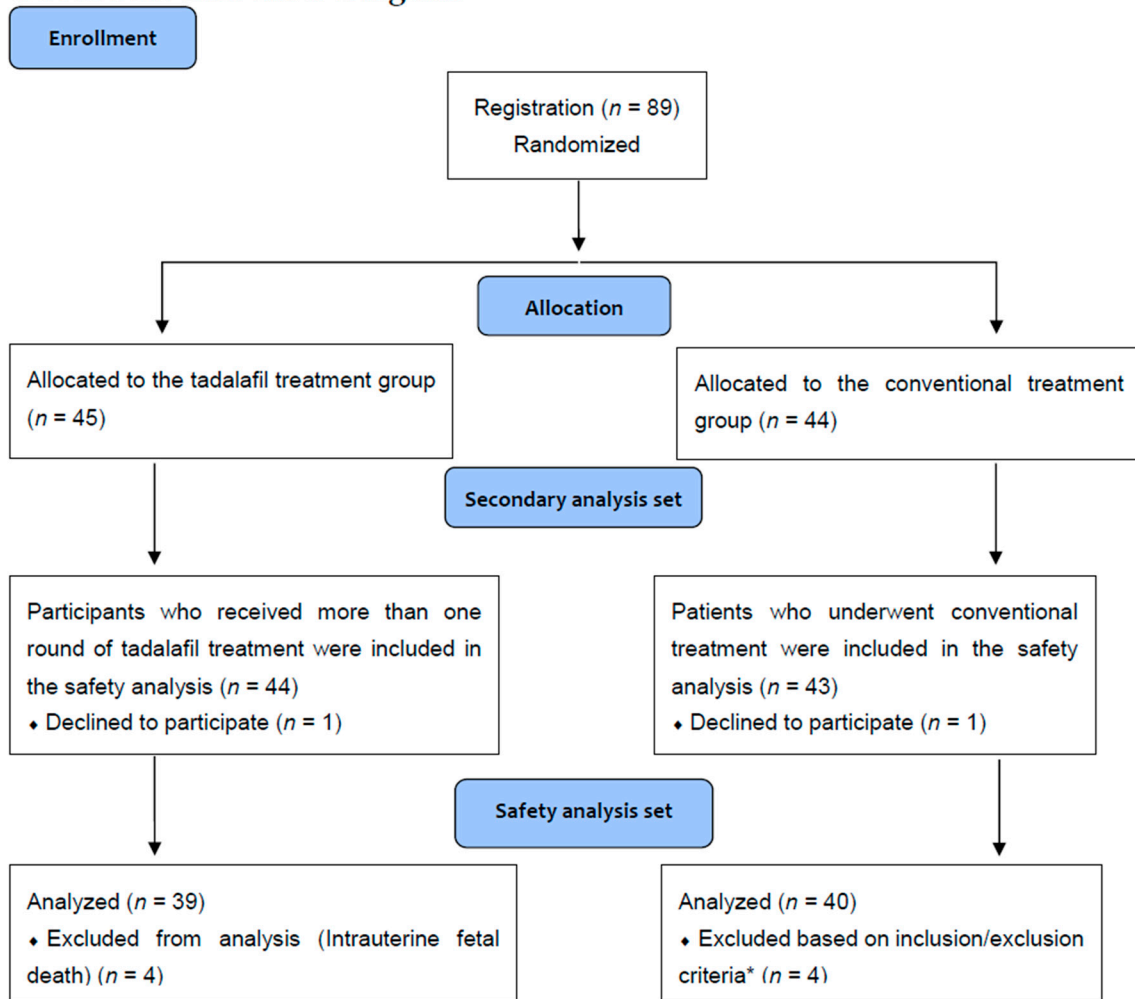 Enrollment
Registration (n = 89)
Randomized
Allocation
Allocated to the tadalafil treatment group
(n = 45)
Allocated to the conventional treatment
group (n = 44)
Secondary analysis set
Participants who received more than one
round of tadalafil treatment were included in
the safety analysis (n = 44)
⬥ Declined to participate (n = 1)
Patients who underwent conventional
treatment were included in the safety
analysis (n = 43)
⬥ Declined to participate (n = 1)
Safety analysis set
Analyzed (n = 39)
⬥ Excluded from analysis (Intrauterine fetal
death) (n = 4)
Analyzed (n = 40)
⬥ Excluded based on inclusion/exclusion
criteria* (n = 4)